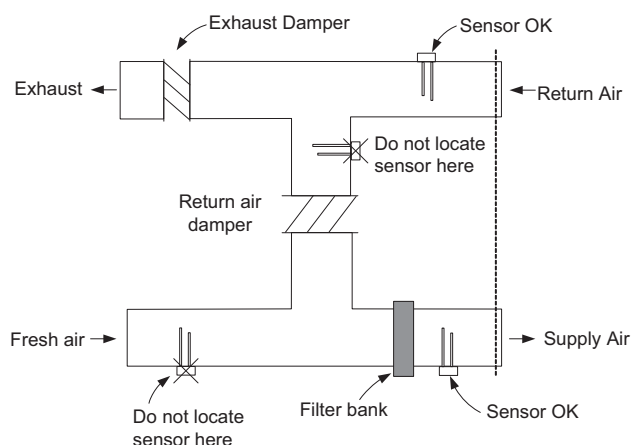 Exhaust Damper
Sensor OK
Exhaust
Return Air
Do not locate
sensor here
Return air
damper
Fresh air
Supply Air
Do not locate
sensor here
Filter bank
Sensor OK